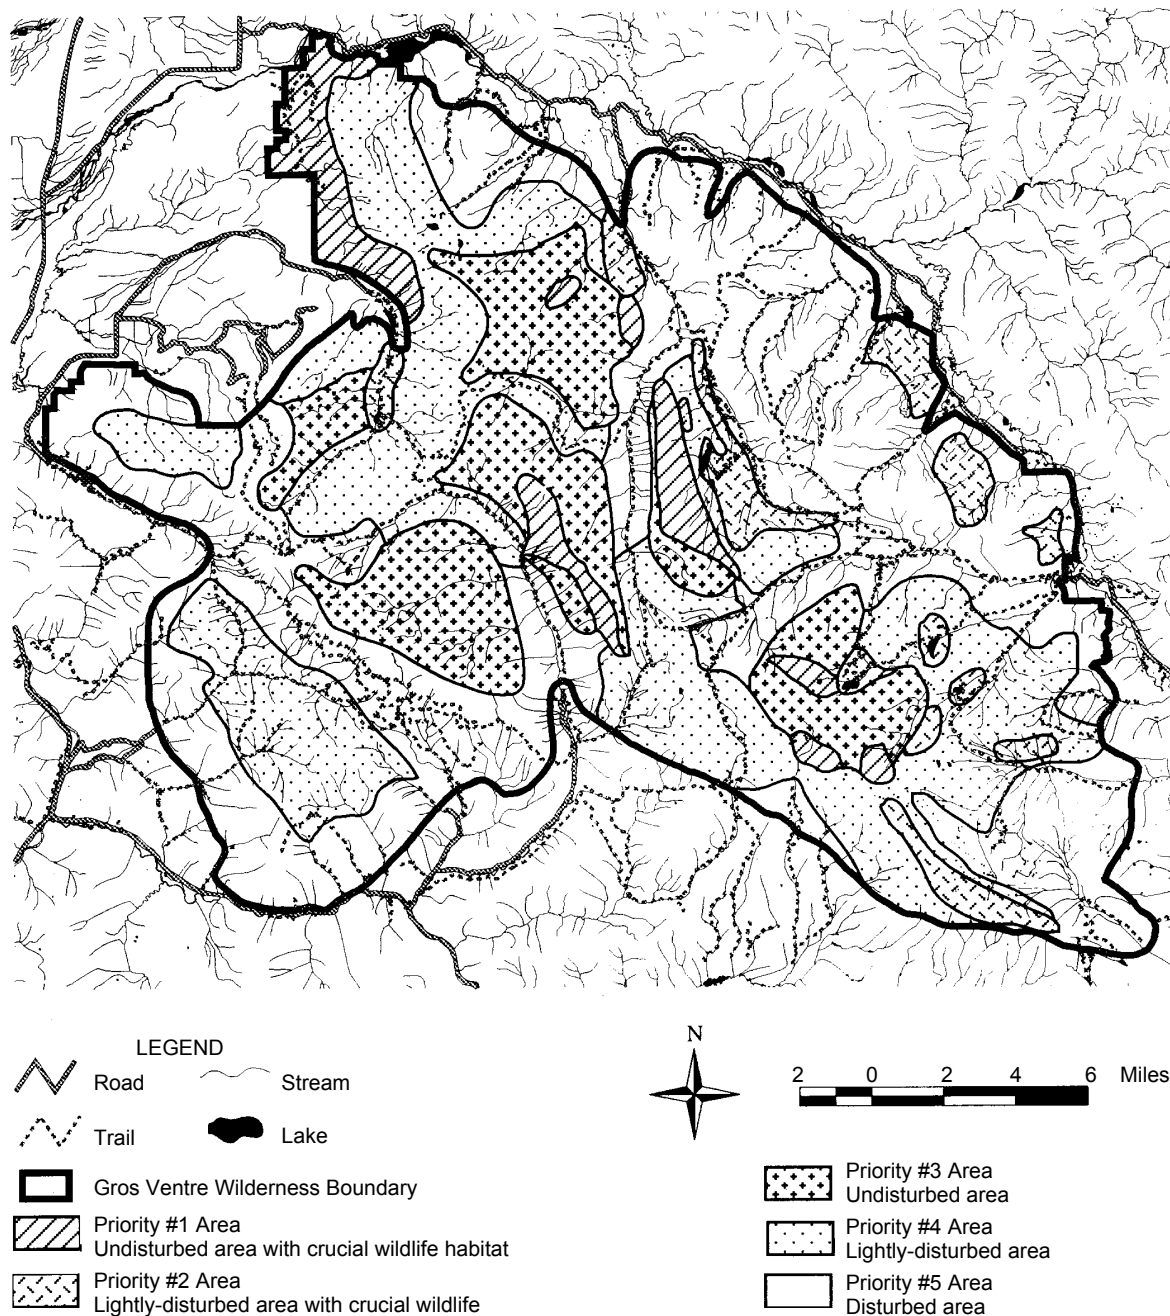 LEGEND
Road
Stream
Trail
Lake
Gros Ventre Wilderness Boundary
Priority #1 Area
Undisturbed area with crucial wildlife habitat
Priority #2 Area
Lightly-disturbed area with crucial wildlife
N
2 0 2 4 6 Miles
Priority #3 Area
Undisturbed area
Priority #4 Area
Lightly-disturbed area
Priority #5 Area
Disturbed area